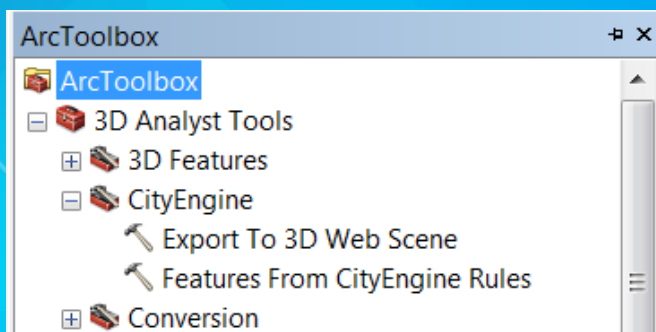 ArcToolbox
ArcToolbox
3D Analyst Tools
3D Features
CityEngine
Export To 3D Web Scene
Features From CityEngine Rules
Conversion